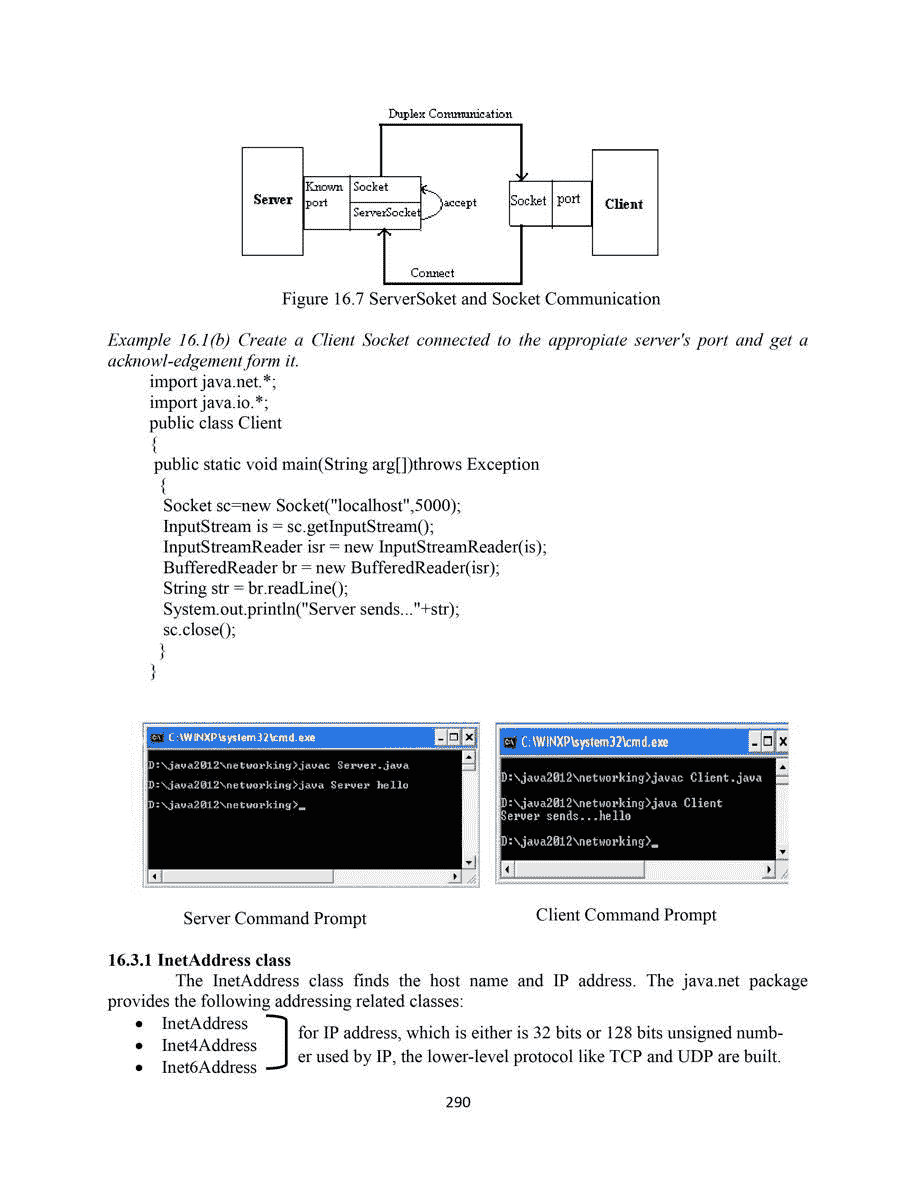 Duplex Communication
Server
Known port
Socket
ServerSocket
accept
Socket
port
Client
Connect
Figure 16.7 ServerSoket and Socket Communication
Example 16.1(b) Create a Client Socket connected to the appropiate server's port and get a
acknowl-edgement form it.
import java.net.*;
import java.io.*;
public class Client
{
public static void main(String arg[])throws Exception
{
Socket sc=new Socket("localhost",5000);
InputStream is = sc.getInputStream();
InputStreamReader isr = new InputStreamReader(is);
BufferedReader br = new BufferedReader(isr);
String str = br.readLine();
System.out.println("Server sends..."+str);
sc.close();
}
}
C:\WINXP\system32\cmd.exe
D:\java2012\networking>javac Server.java
D:\java2012\networking>java Server hello
D:\java2012\networking>_
C:\WINXP\system32\cmd.exe
D:\java2012\networking>javac Client.java
D:\java2012\networking>java Client
Server sends...hello
D:\java2012\networking>_
Server Command Prompt
Client Command Prompt
16.3.1 InetAddress class
The InetAddress class finds the host name and IP address. The java.net package
provides the following addressing related classes:
• InetAddress
• Inet4Address
• Inet6Address
for IP address, which is either is 32 bits or 128 bits unsigned numb-
er used by IP, the lower-level protocol like TCP and UDP are built.
290